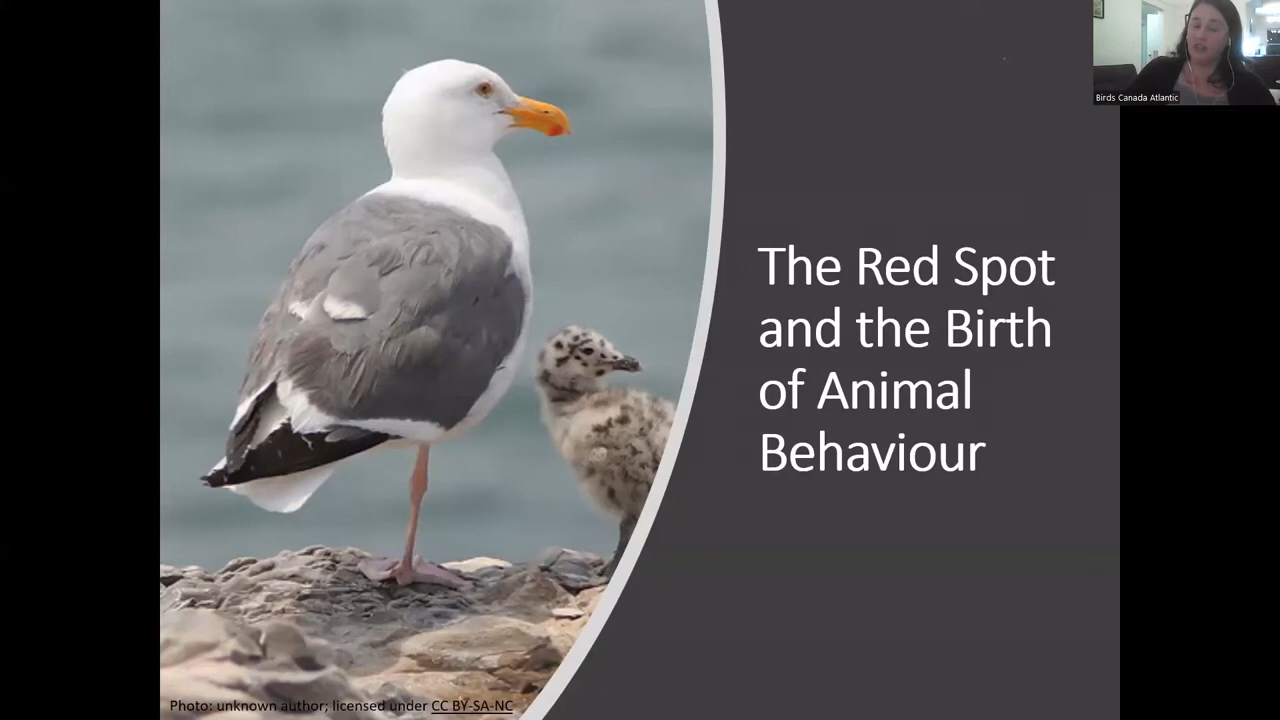 The Red Spot
and the Birth
of Animal
Behaviour
Birds Canada Atlantic
Photo: unknown author; licensed under CC BY-SA-NC